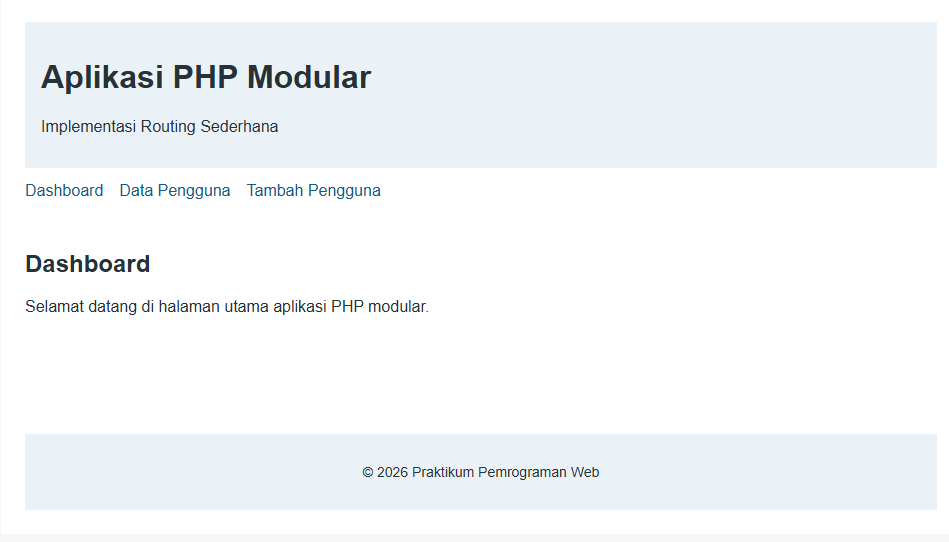 Aplikasi PHP Modular
Implementasi Routing Sederhana
Dashboard Data Pengguna Tambah Pengguna
Dashboard
Selamat datang di halaman utama aplikasi PHP modular.
© 2026 Praktikum Pemrograman Web